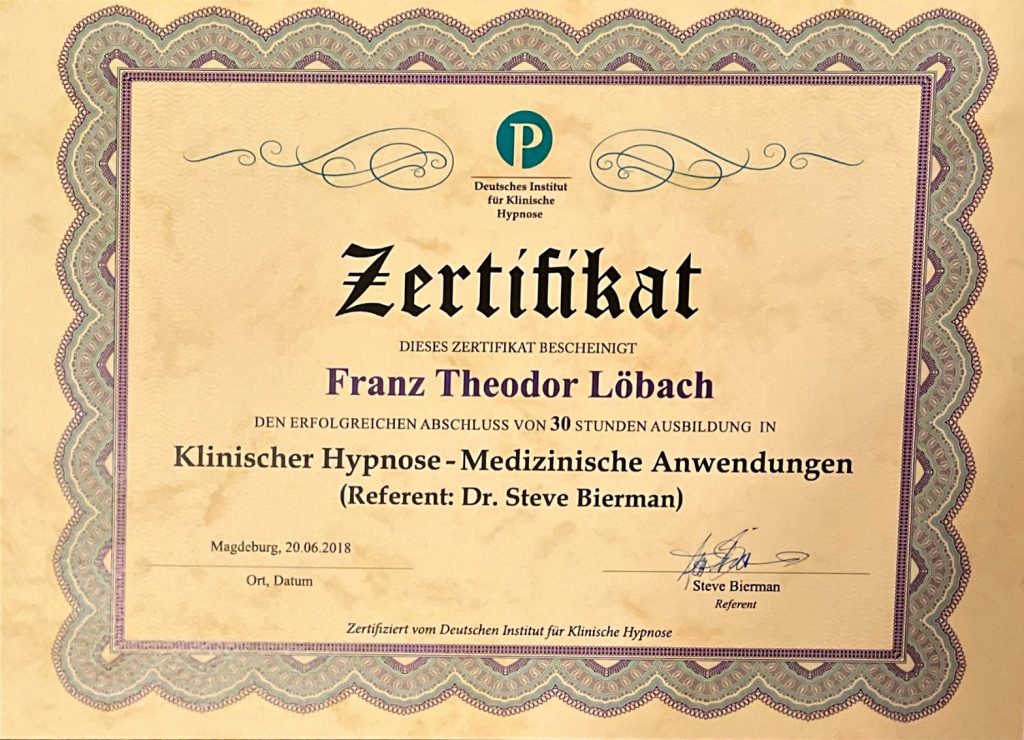 P
Deutsches Institut
für Klinische
Hypnose
Zertifikat
DIESES ZERTIFIKAT BESCHEINIGT
Franz Theodor Löbach
DEN ERFOLGREICHEN ABSCHLUSS VON 30 STUNDEN AUSBILDUNG IN
Klinischer Hypnose - Medizinische Anwendungen
(Referent: Dr. Steve Bierman)
Magdeburg, 20.06.2018
Ort, Datum
Steve Bierman
Referent
Zertifiziert vom Deutschen Institut für Klinische Hypnose